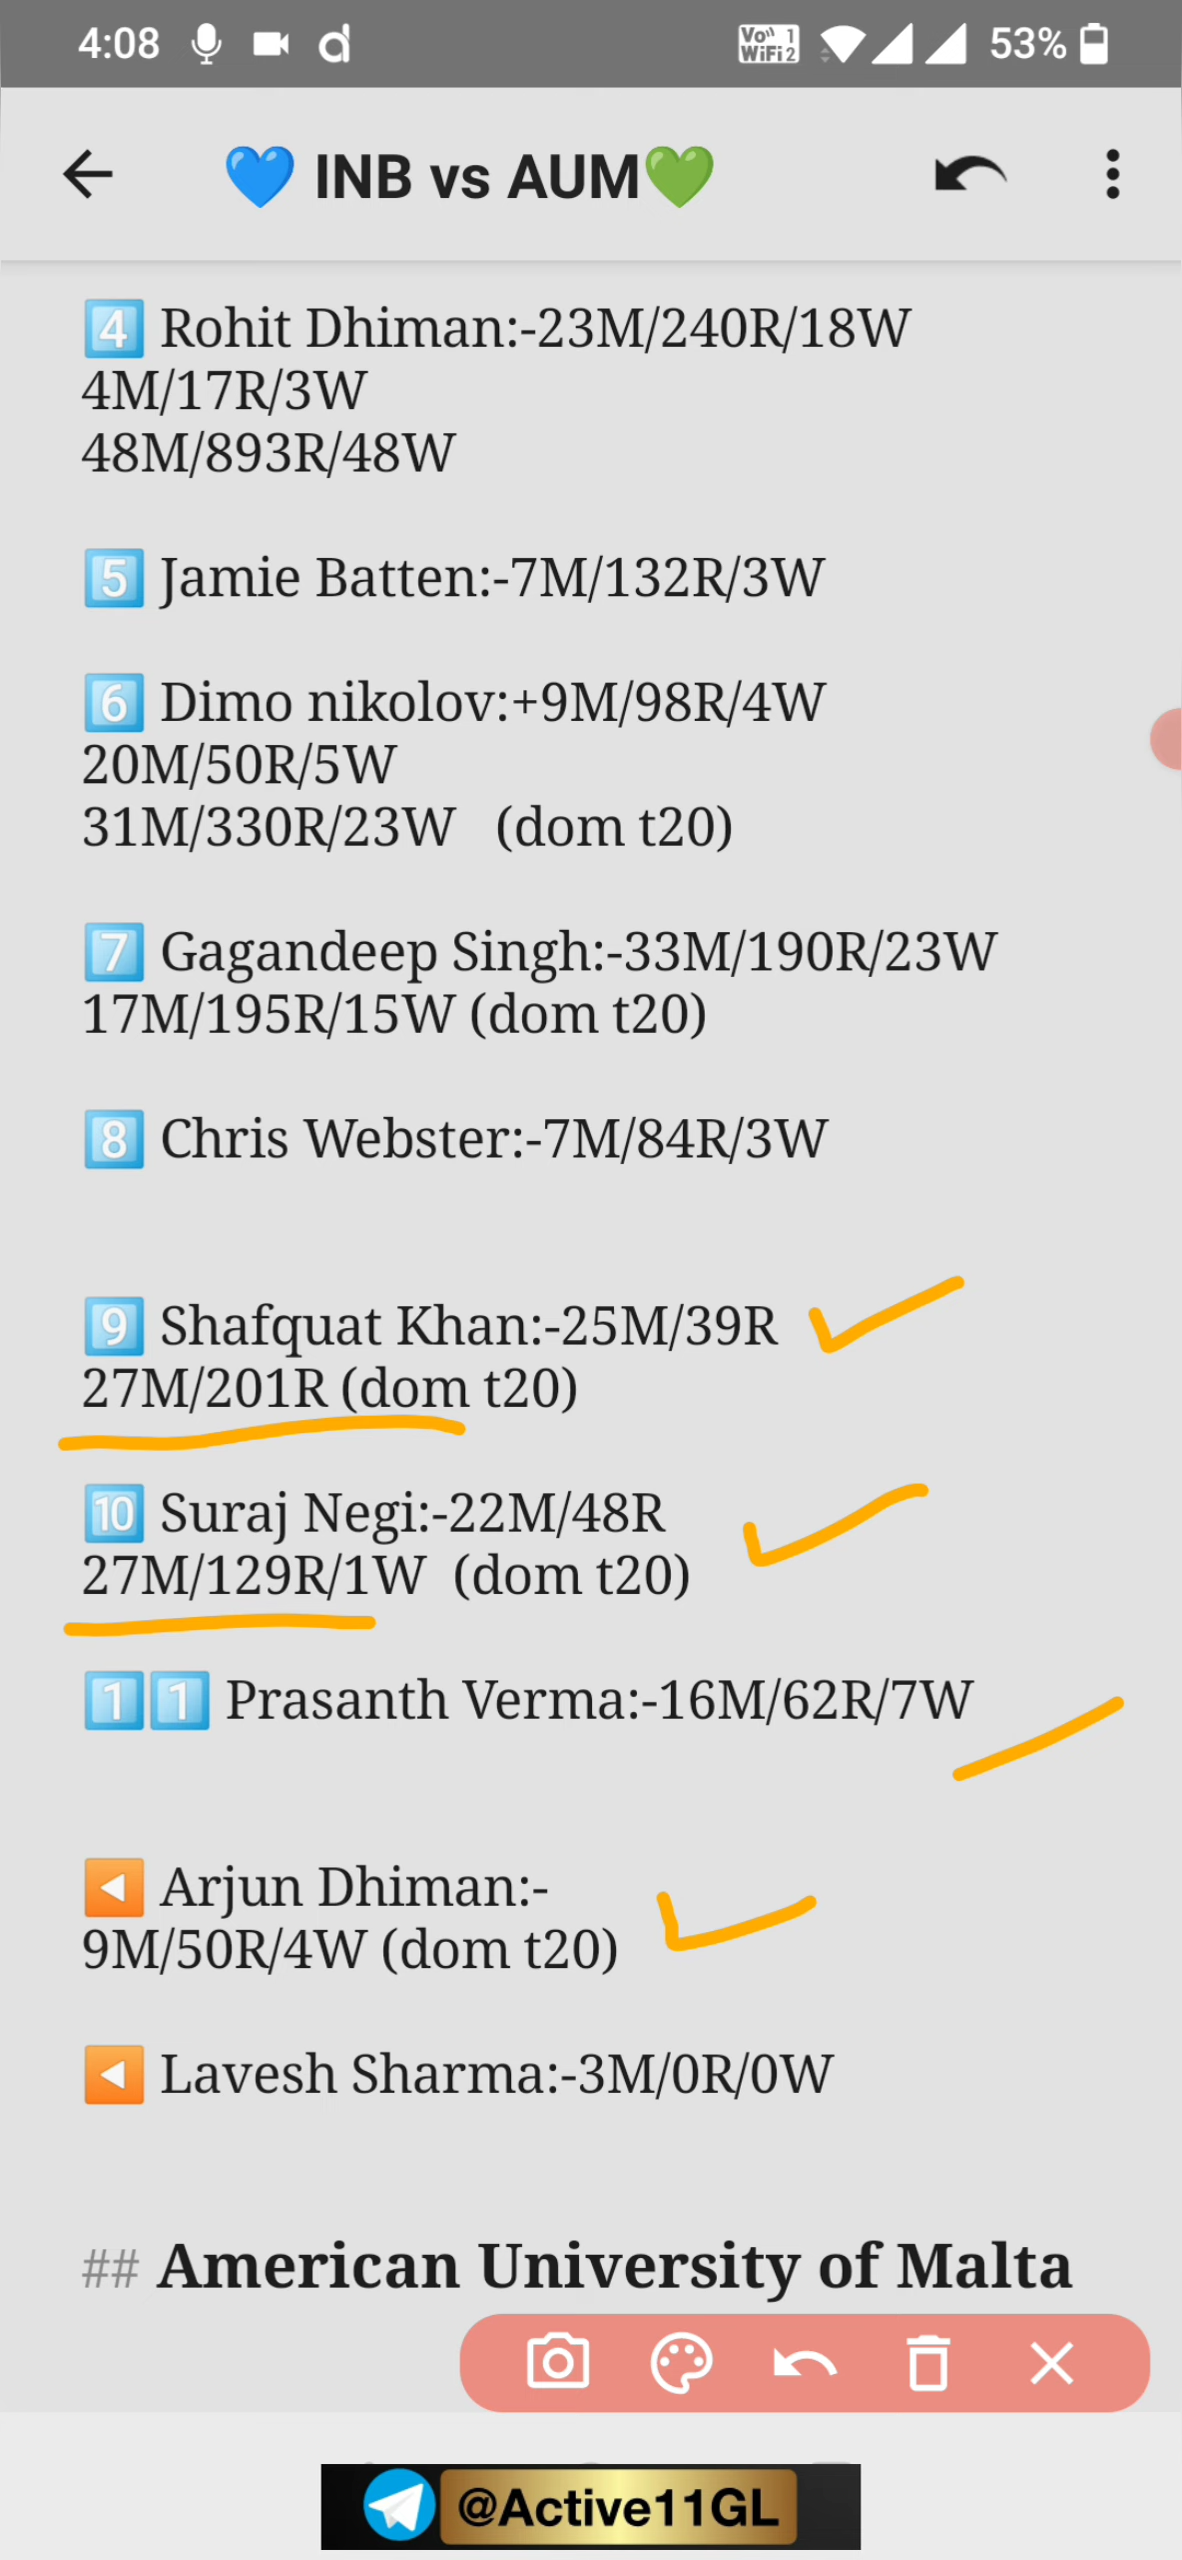 4:08
Vo 1
WiFi 2
53%
💙 INB vs AUM💚
4️⃣ Rohit Dhiman:-23M/240R/18W
4M/17R/3W
48M/893R/48W
5️⃣ Jamie Batten:-7M/132R/3W
6️⃣ Dimo nikolov:+9M/98R/4W
20M/50R/5W
31M/330R/23W (dom t20)
7️⃣ Gagandeep Singh:-33M/190R/23W
17M/195R/15W (dom t20)
8️⃣ Chris Webster:-7M/84R/3W
9️⃣ Shafquat Khan:-25M/39R
27M/201R (dom t20)
🔟 Suraj Negi:-22M/48R
27M/129R/1W (dom t20)
1️⃣1️⃣ Prasanth Verma:-16M/62R/7W
◀️ Arjun Dhiman:-
9M/50R/4W (dom t20)
◀️ Lavesh Sharma:-3M/0R/0W
## American University of Malta
@Active11GL